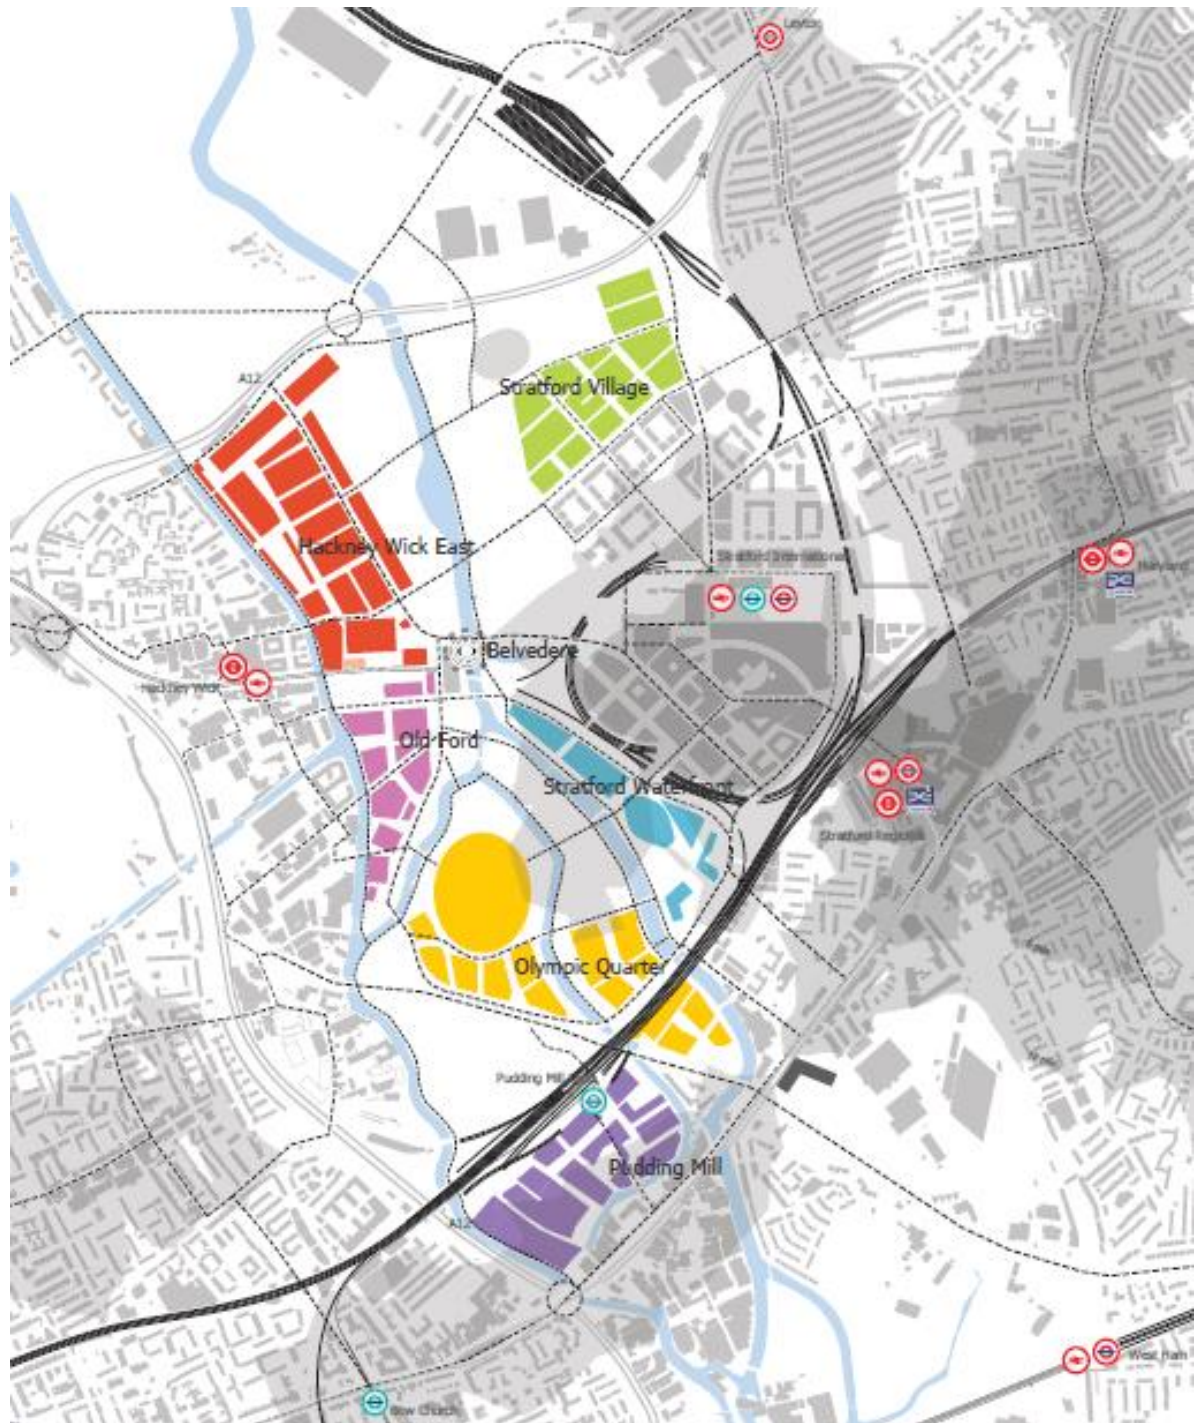 Leyton
Stratford Village
A12
Hackney Wick East
Stratford International
Belvedere
Hackney Wick
Old Ford
Stratford Waterfront
Stratford Regional
Olympic Quarter
Pudding Mill
A12
Pudding Mill
West Ham
Bow Church